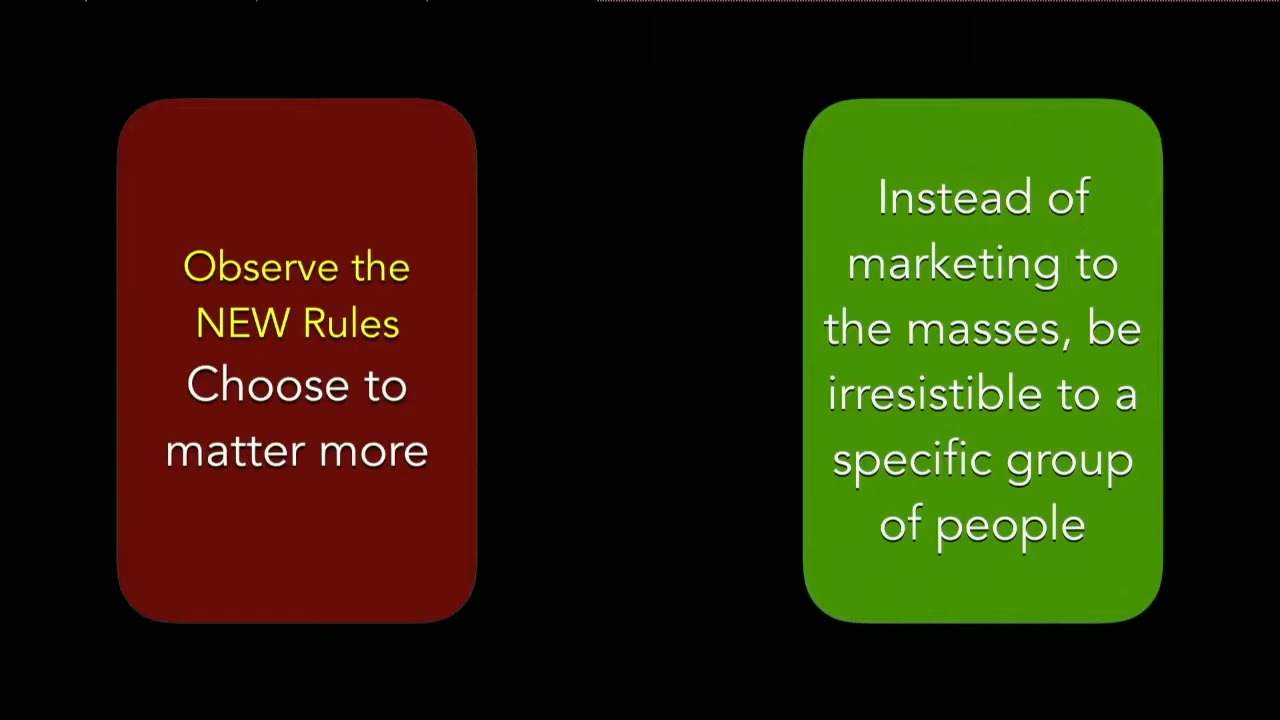 Observe the
NEW Rules
Choose to
matter more
Instead of
marketing to
the masses, be
irresistible to a
specific group
of people